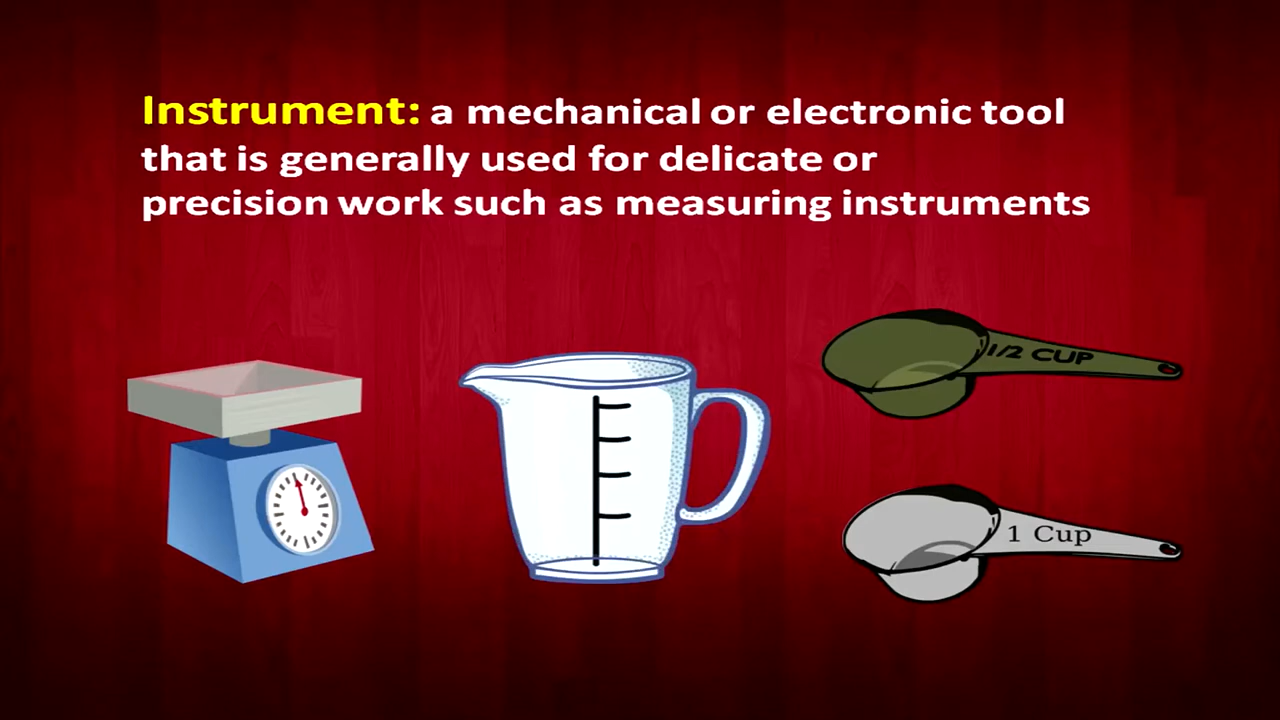 Instrument: a mechanical or electronic tool
that is generally used for delicate or
precision work such as measuring instruments
1/2 CUP
1 Cup